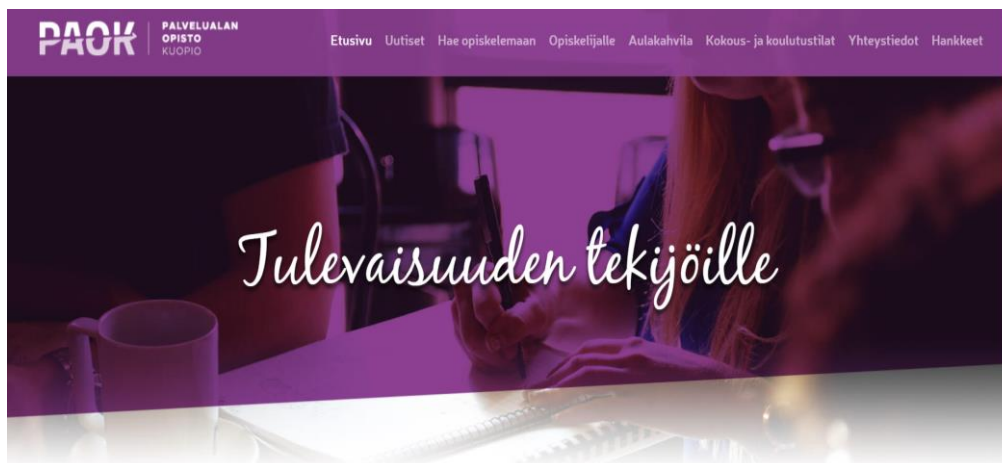 PAOK
PALVELUALAN
OPISTO
KUOPIO
Etusivu Uutiset Hae opiskelemaan Opiskelijalle Aulakahvila Kokous- ja koulutustilat Yhteystiedot Hankkeet
Tulevaisuuden tekijöille